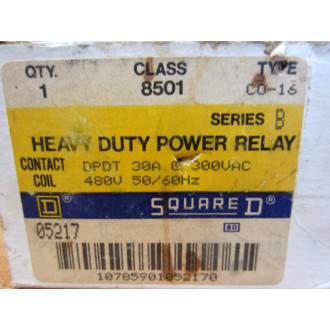 QTY. CLASS TYPE
1 8501 CO-16
SERIES B
HEAVY DUTY POWER RELAY
CONTACT DPDT 30A @ 300VAC
COIL 480V 50/60Hz
D® SQUARE D®
05217 80
10785901052170